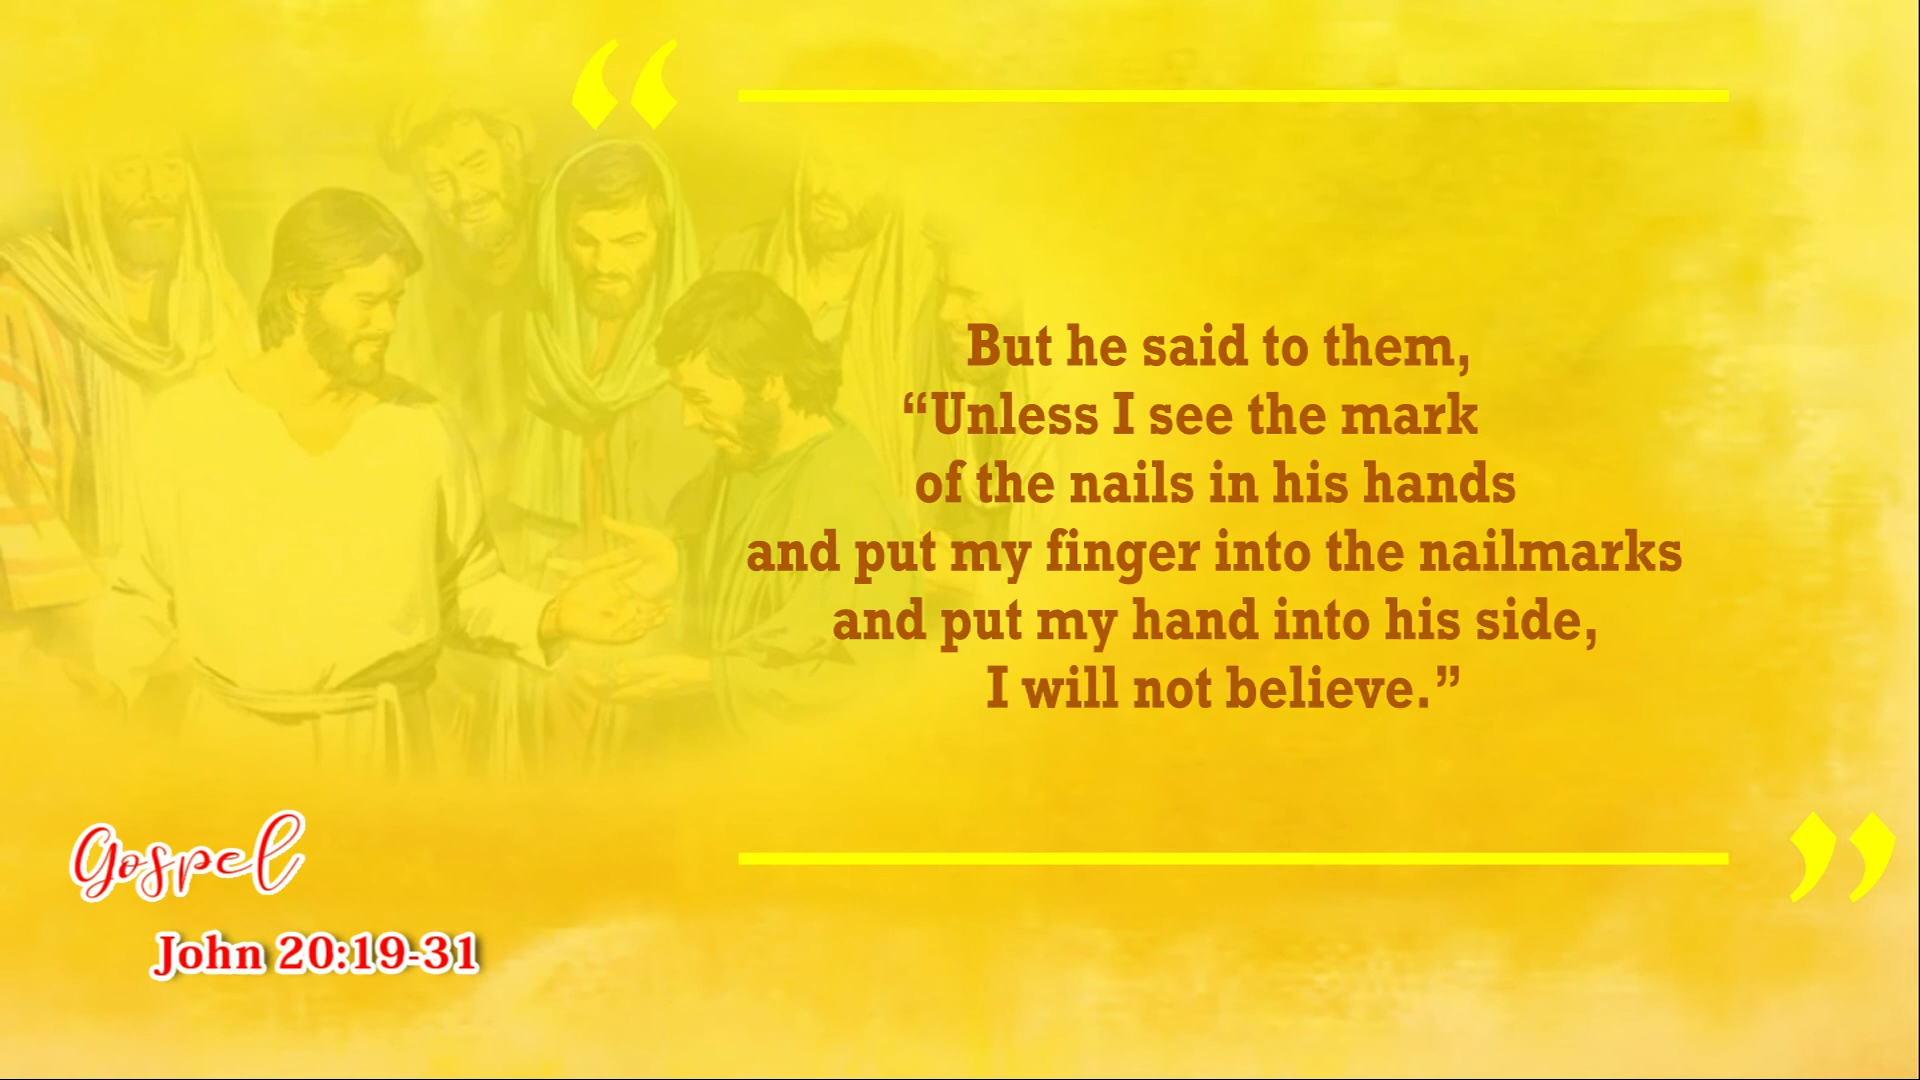 “
But he said to them,
“Unless I see the mark
of the nails in his hands
and put my finger into the nailmarks
and put my hand into his side,
I will not believe.”
”
Gospel
John 20:19-31